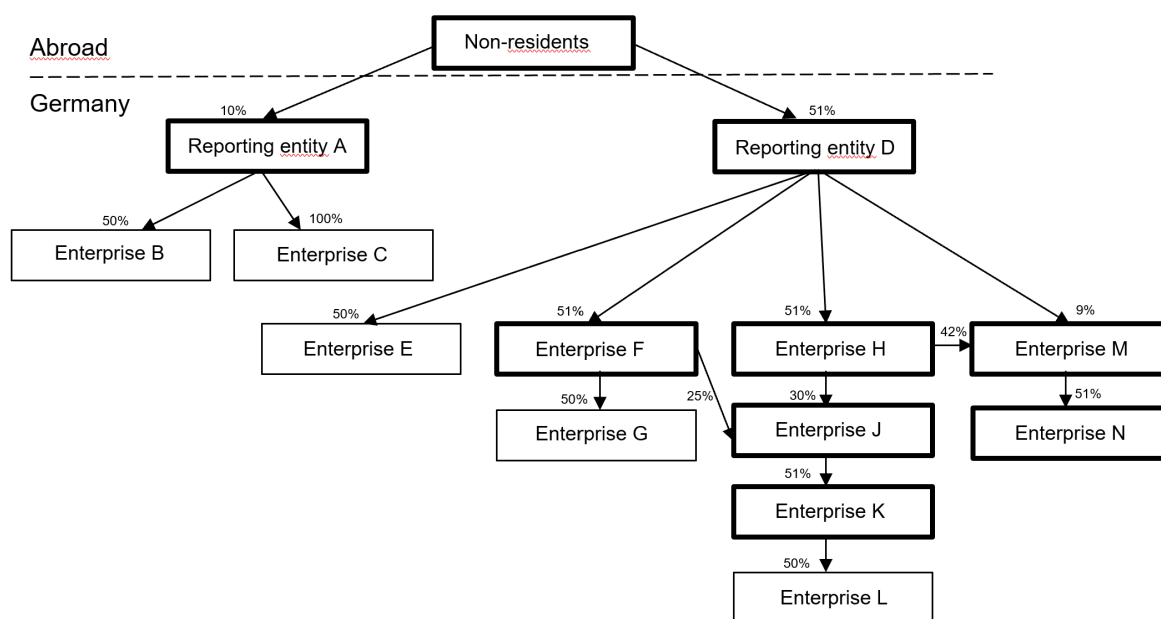 Non-residents
Abroad
Germany
10%
51%
Reporting entity A
Reporting entity D
50%
100%
Enterprise B
Enterprise C
50%
51%
51%
9%
Enterprise E
Enterprise F
Enterprise H
42%
Enterprise M
50%
25%
30%
51%
Enterprise G
Enterprise J
Enterprise N
51%
Enterprise K
50%
Enterprise L